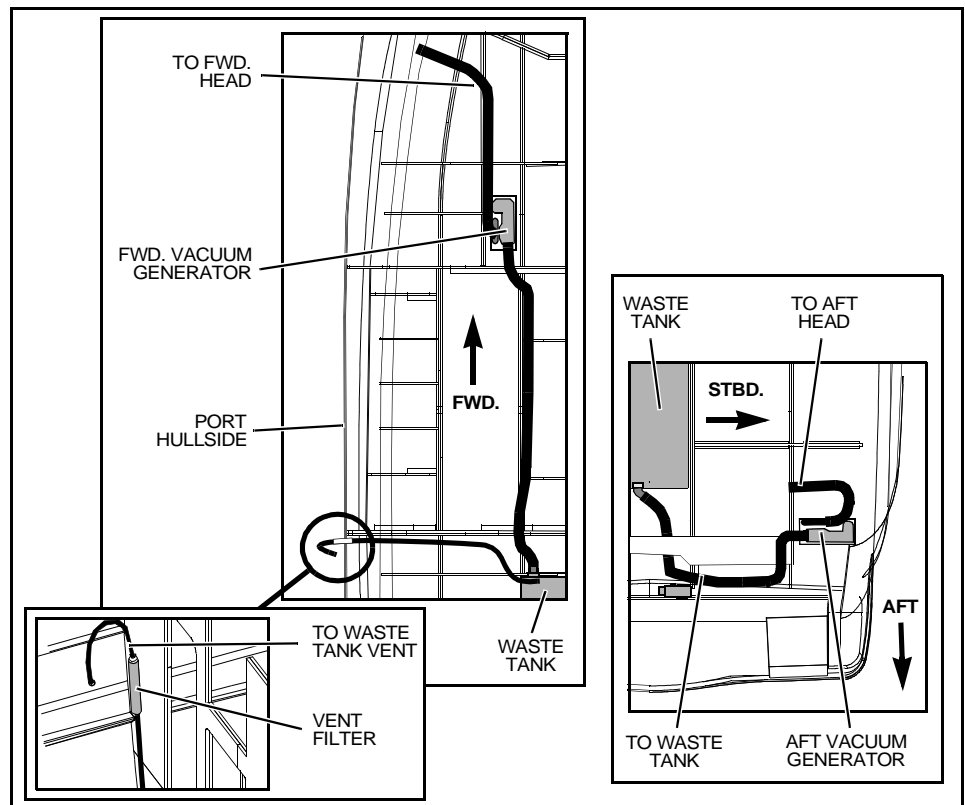 TO FWD.
HEAD
FWD. VACUUM
GENERATOR
FWD.
PORT
HULLSIDE
WASTE
TANK
TO WASTE
TANK VENT
VENT
FILTER
WASTE
TANK
TO AFT
HEAD
STBD.
AFT
TO WASTE
TANK
AFT VACUUM
GENERATOR